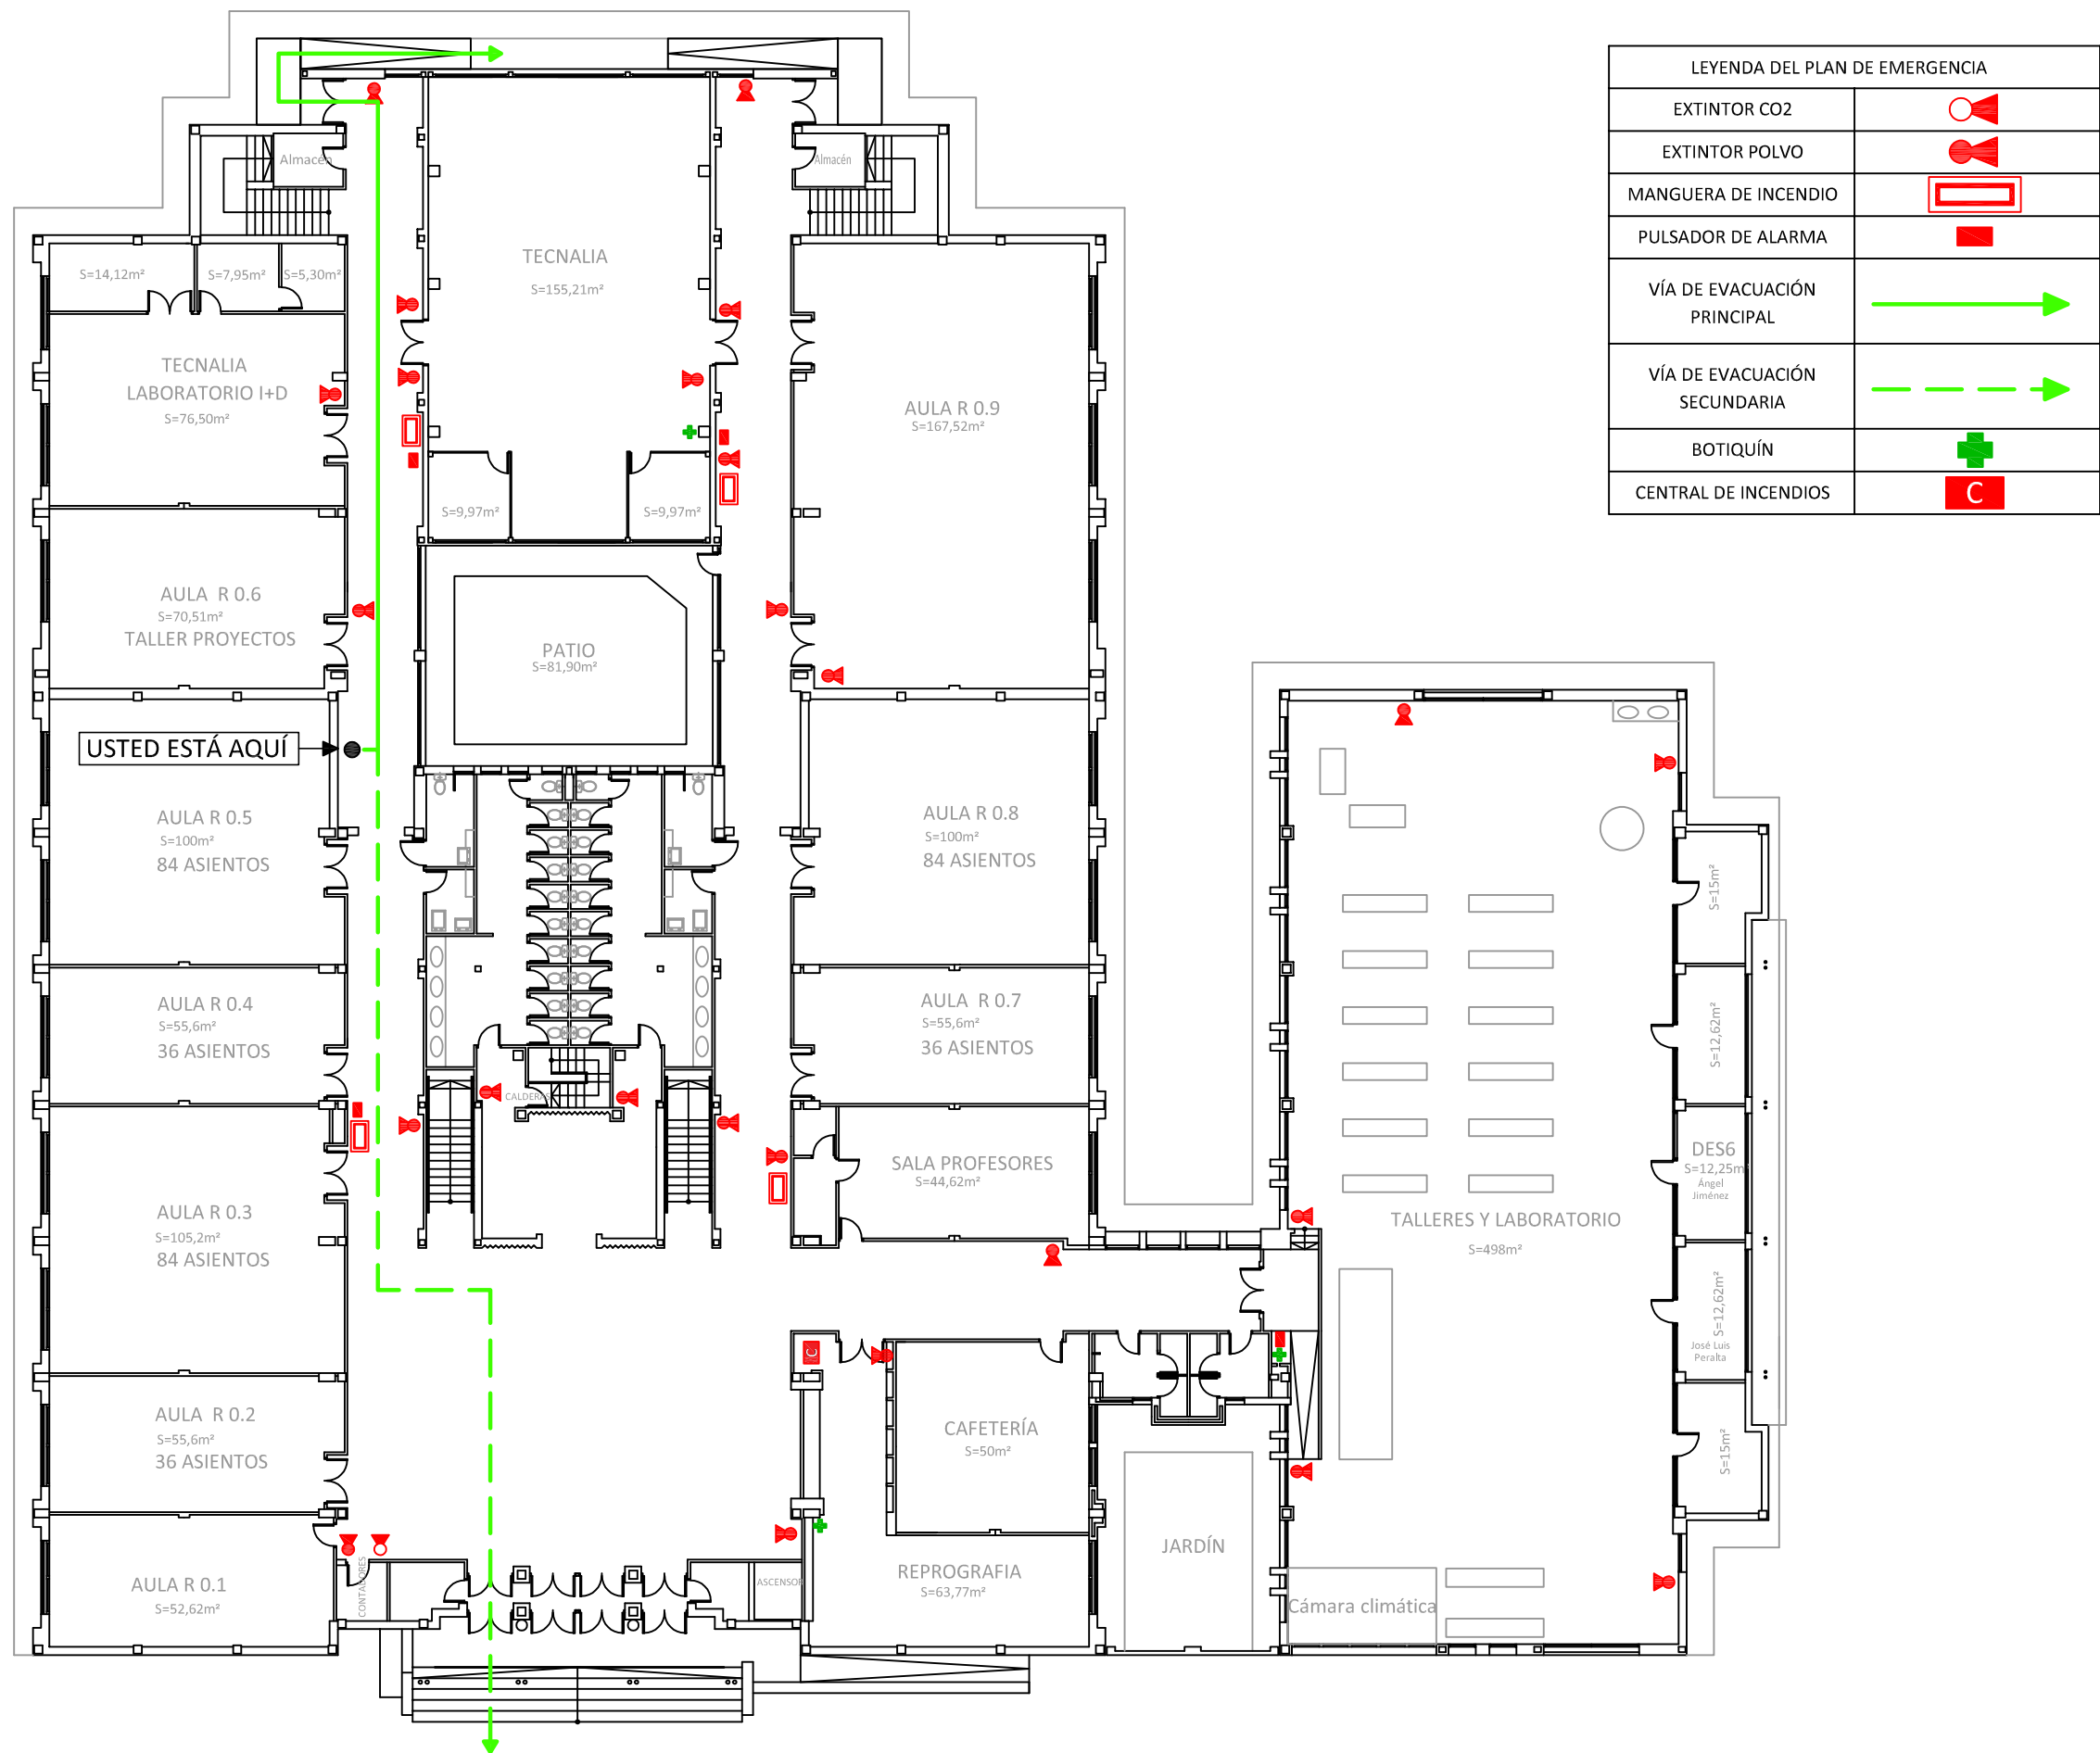 LEYENDA DEL PLAN DE EMERGENCIA
EXTINTOR CO2
EXTINTOR POLVO
MANGUERA DE INCENDIO
PULSADOR DE ALARMA
VÍA DE EVACUACIÓN
PRINCIPAL
VÍA DE EVACUACIÓN
SECUNDARIA
BOTIQUÍN
CENTRAL DE INCENDIOS
C
Almacén
Almacén
S=14,12m²
S=7,95m²
S=5,30m²
TECNALIA
S=155,21m²
TECNALIA
LABORATORIO I+D
S=76,50m²
AULA R 0.9
S=167,52m²
S=9,97m²
S=9,97m²
AULA R 0.6
S=70,51m²
TALLER PROYECTOS
PATIO
S=81,90m²
USTED ESTÁ AQUÍ
AULA R 0.5
S=100m²
84 ASIENTOS
AULA R 0.8
S=100m²
84 ASIENTOS
S=15m²
AULA R 0.4
S=55,6m²
36 ASIENTOS
AULA R 0.7
S=55,6m²
36 ASIENTOS
S=12,62m²
CALDERAS
SALA PROFESORES
S=44,62m²
DES6
S=12,25m²
Ángel
Jiménez
AULA R 0.3
S=105,2m²
84 ASIENTOS
TALLERES Y LABORATORIO
S=498m²
S=12,62m²
José Luis
Peralta
C
AULA R 0.2
S=55,6m²
36 ASIENTOS
CAFETERÍA
S=50m²
S=15m²
AULA R 0.1
S=52,62m²
CONTADORES
ASCENSOR
REPROGRAFIA
S=63,77m²
JARDÍN
Cámara climática